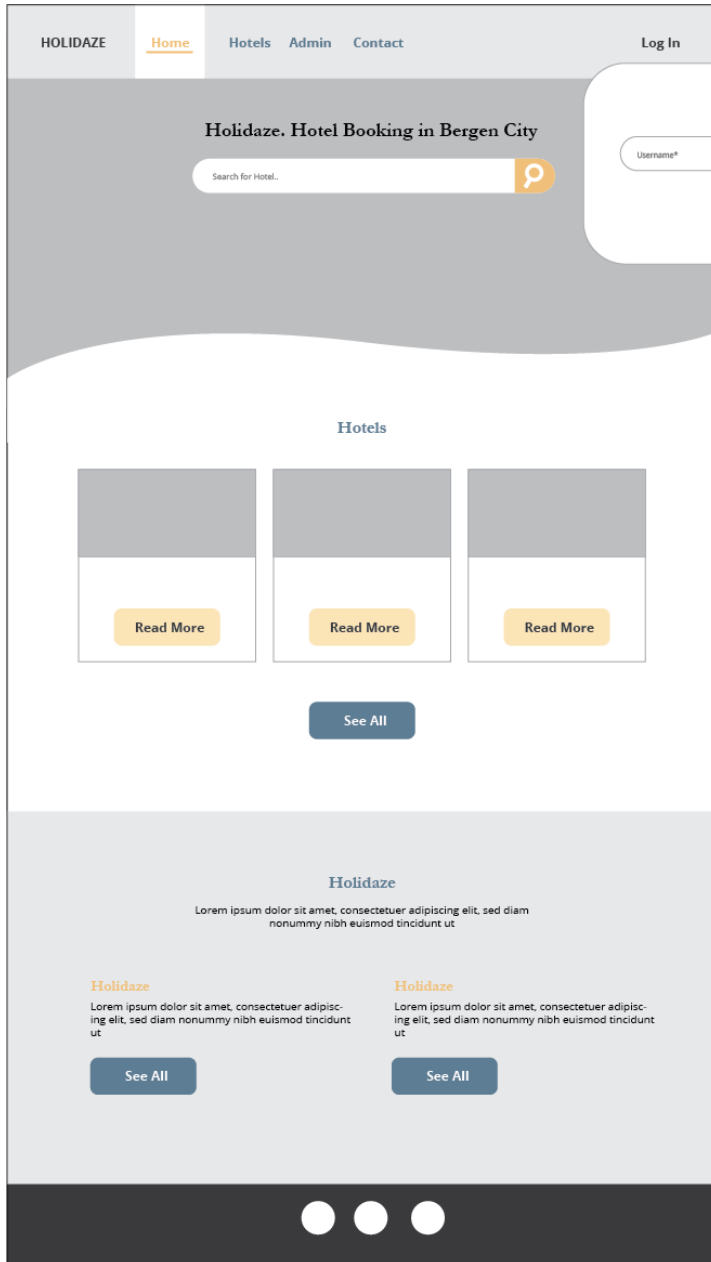 HOLIDAZE Home Hotels Admin Contact Log In
Holidaze. Hotel Booking in Bergen City
Search for Hotel..
Username*
Hotels
Read More Read More Read More
See All
Holidaze
Lorem ipsum dolor sit amet, consectetuer adipiscing elit, sed diam
nonummy nibh euismod tincidunt ut
Holidaze
Lorem ipsum dolor sit amet, consectetuer adipisc-
ing elit, sed diam nonummy nibh euismod tincidunt
ut
See All
Holidaze
Lorem ipsum dolor sit amet, consectetuer adipisc-
ing elit, sed diam nonummy nibh euismod tincidunt
ut
See All